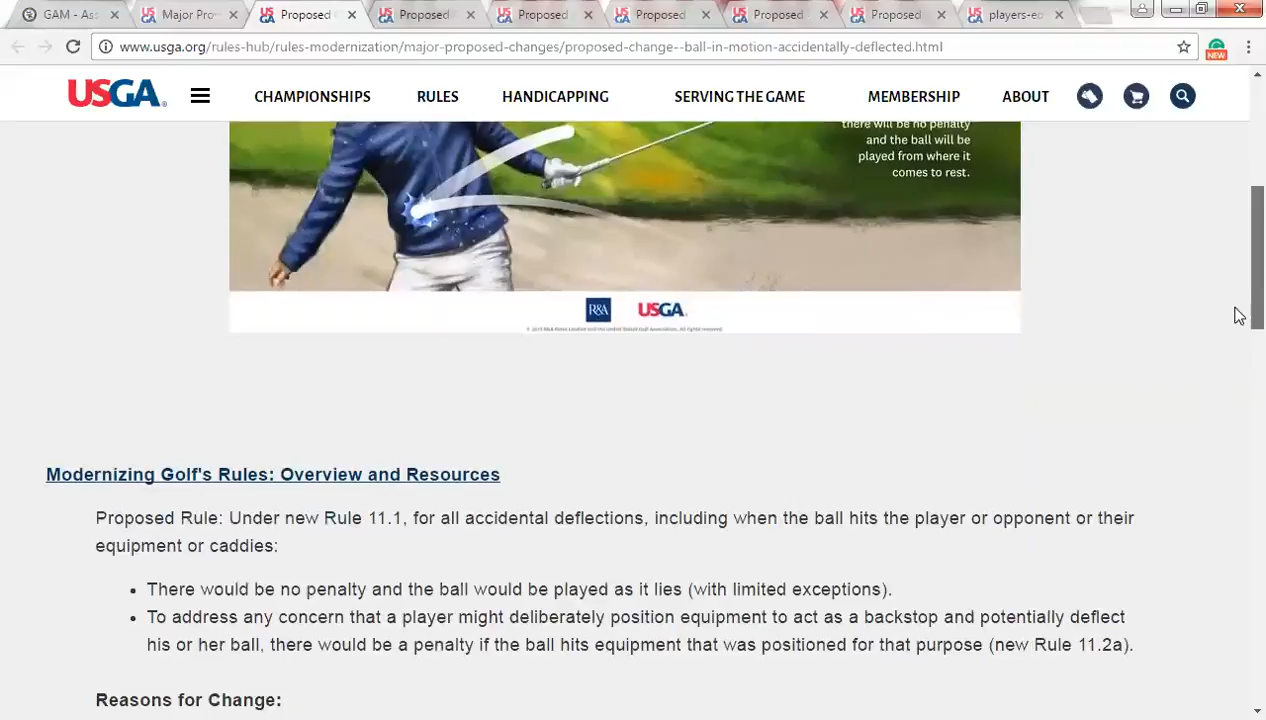 GAM - Ass
Major Pro
Proposed
Proposed
Proposed
Proposed
Proposed
Proposed
players-ed
www.usga.org/rules-hub/rules-modernization/major-proposed-changes/proposed-change--ball-in-motion-accidentally-deflected.html
NEW
USGA
CHAMPIONSHIPS RULES HANDICAPPING SERVING THE GAME MEMBERSHIP ABOUT
there will be no penalty
and the ball will be
played from where it
comes to rest.
R&A USGA
Modernizing Golf's Rules: Overview and Resources
Proposed Rule: Under new Rule 11.1, for all accidental deflections, including when the ball hits the player or opponent or their
equipment or caddies:
• There would be no penalty and the ball would be played as it lies (with limited exceptions).
• To address any concern that a player might deliberately position equipment to act as a backstop and potentially deflect
his or her ball, there would be a penalty if the ball hits equipment that was positioned for that purpose (new Rule 11.2a).
Reasons for Change: